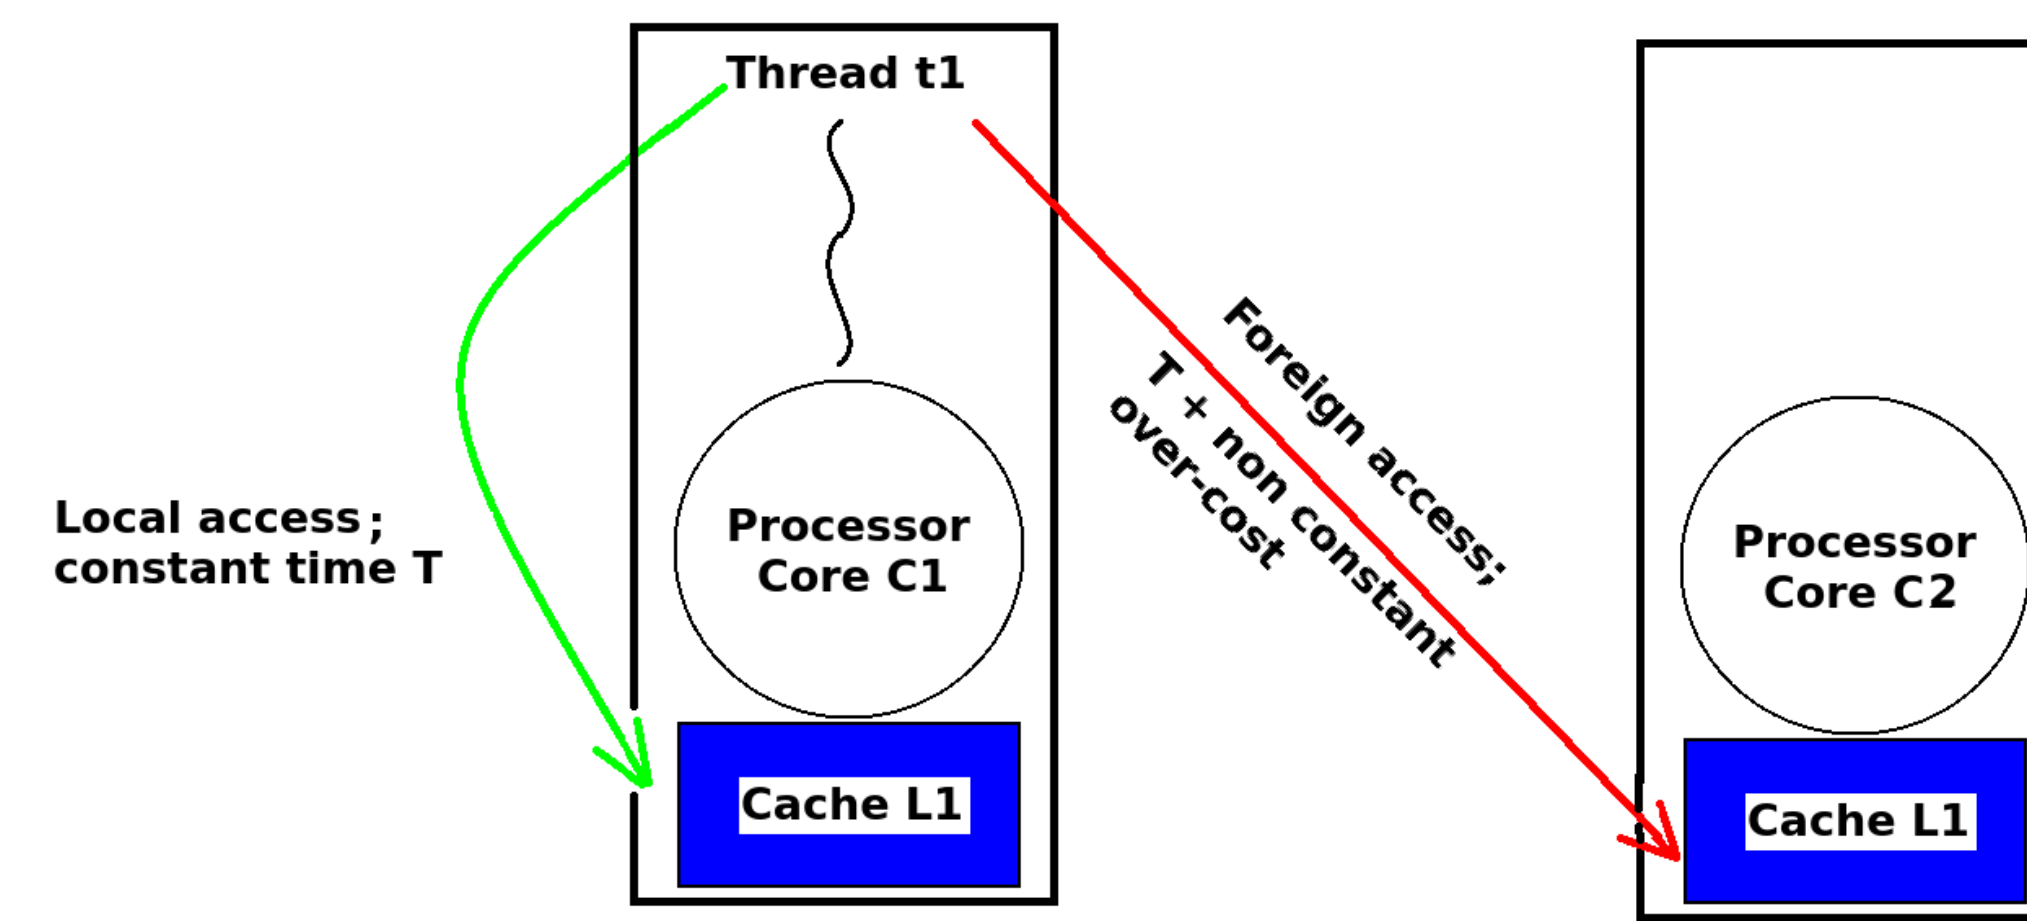 Thread t1
Local access;
constant time T
Processor
Core C1
Cache L1
Foreign access;
T + non constant
over-cost
Processor
Core C2
Cache L1